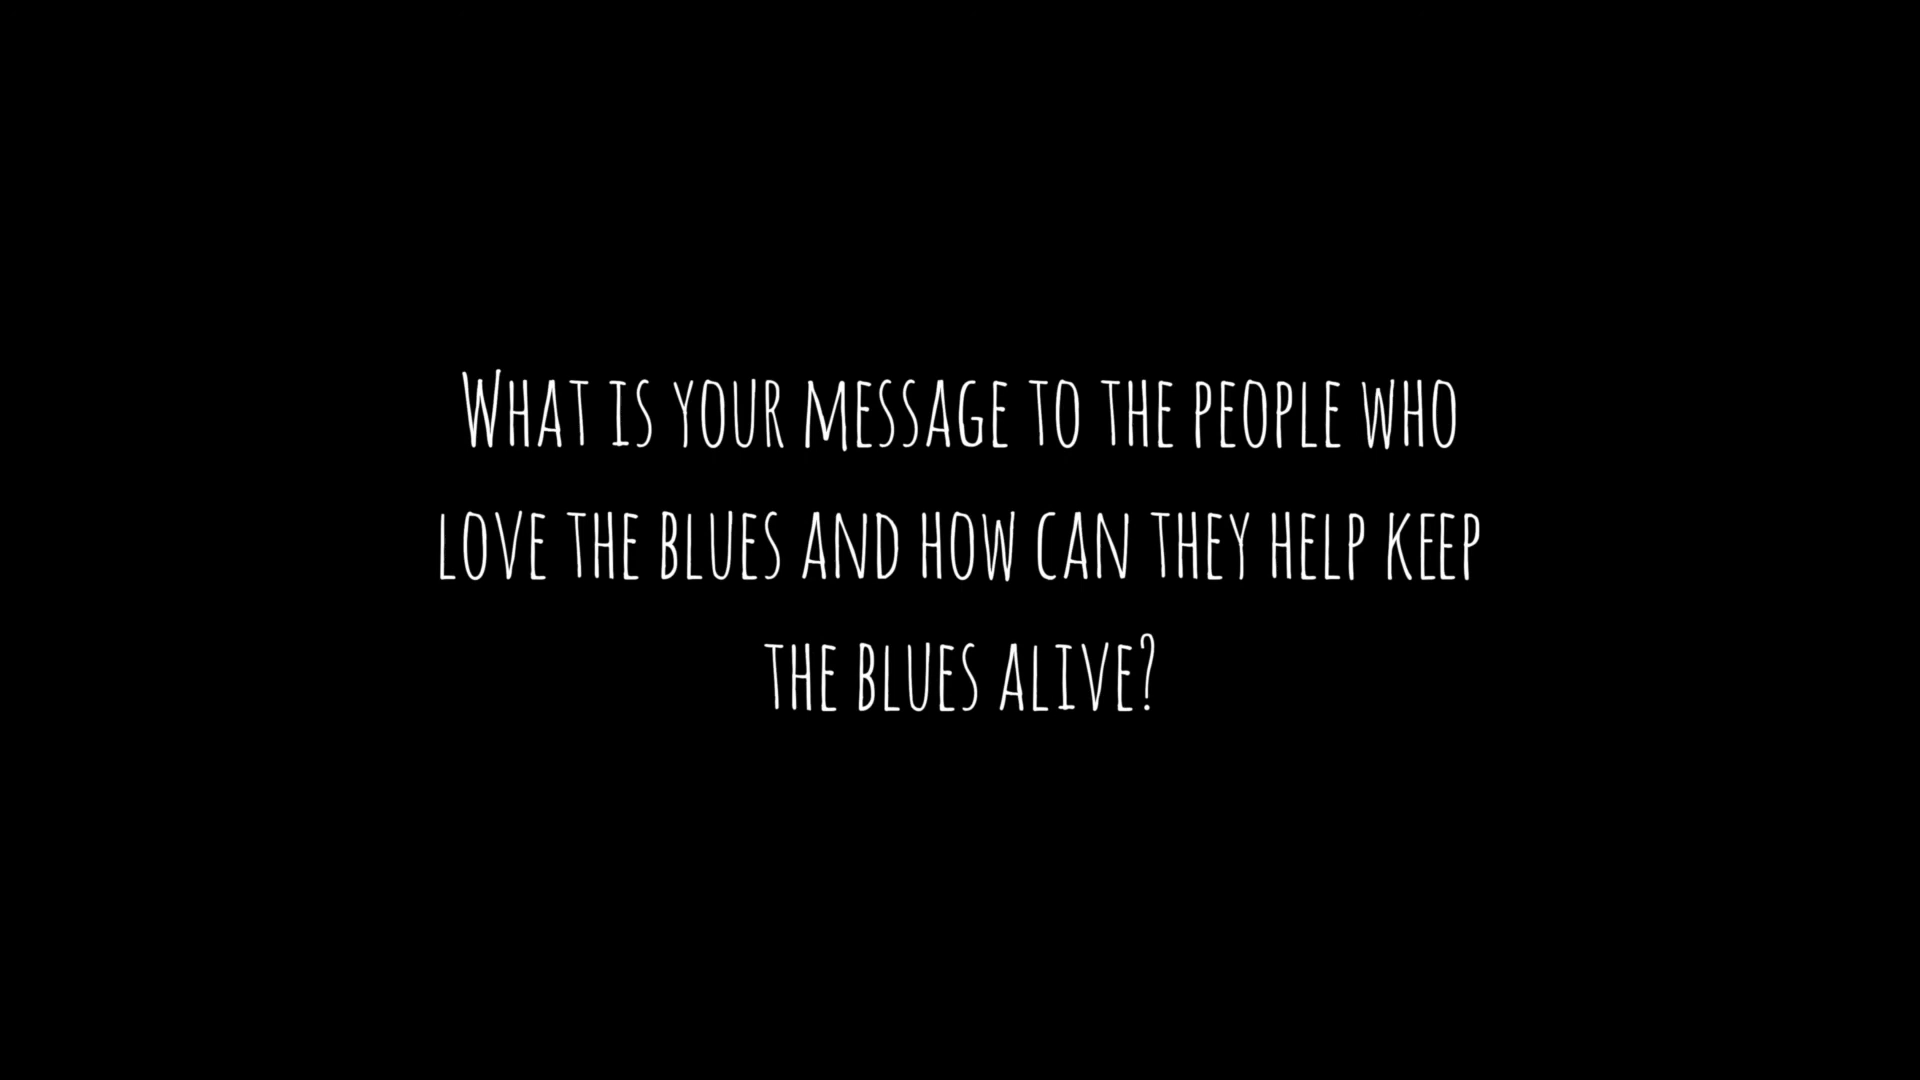 What is your message to the people who
love the blues and how can they help keep
the blues alive?